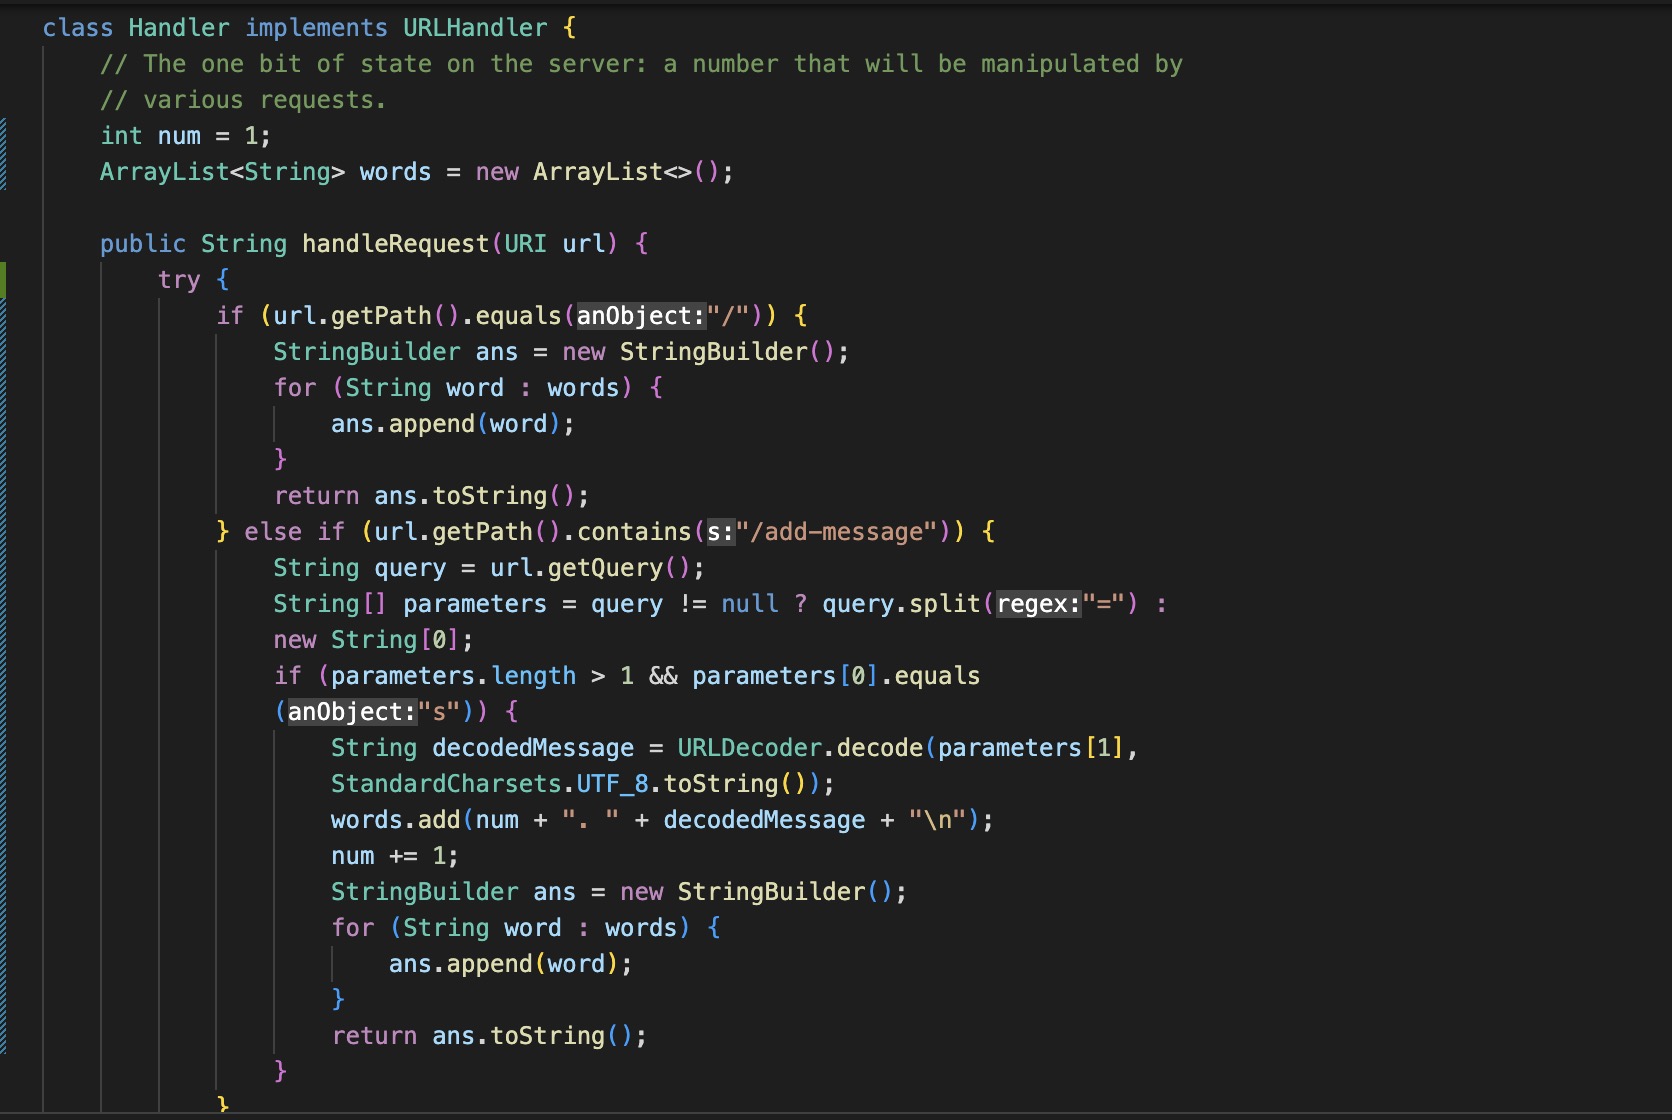 class Handler implements URLHandler {
// The one bit of state on the server: a number that will be manipulated by
// various requests.
int num = 1;
ArrayList<String> words = new ArrayList<>();
public String handleRequest(URI url) {
try {
if (url.getPath().equals(anObject:"/")) {
StringBuilder ans = new StringBuilder();
for (String word : words) {
ans.append(word);
}
return ans.toString();
} else if (url.getPath().contains(s:"/add-message")) {
String query = url.getQuery();
String[] parameters = query != null ? query.split(regex:"=") :
new String[0];
if (parameters.length > 1 && parameters[0].equals
(anObject:"s")) {
String decodedMessage = URLDecoder.decode(parameters[1],
StandardCharsets.UTF_8.toString());
words.add(num + ". " + decodedMessage + "\n");
num += 1;
StringBuilder ans = new StringBuilder();
for (String word : words) {
ans.append(word);
}
return ans.toString();
}
}